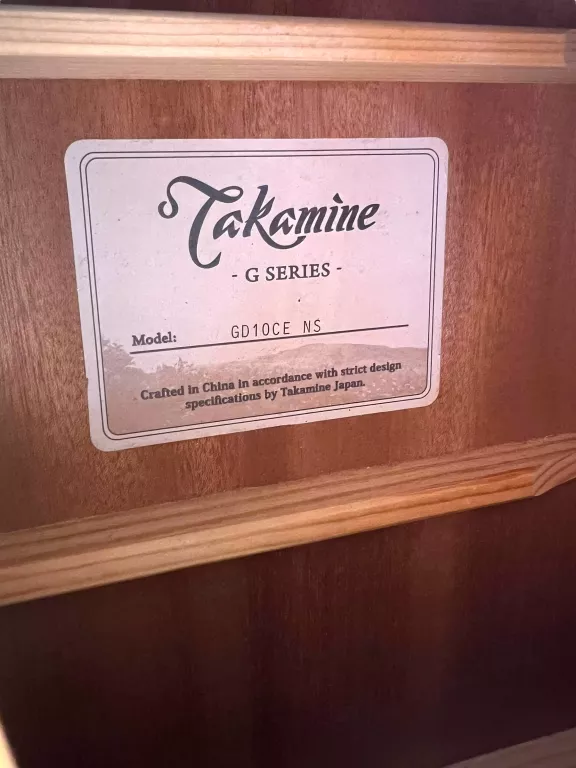 Takamine
- G SERIES -
Model: GD10CE NS
Crafted in China in accordance with strict design
specifications by Takamine Japan.